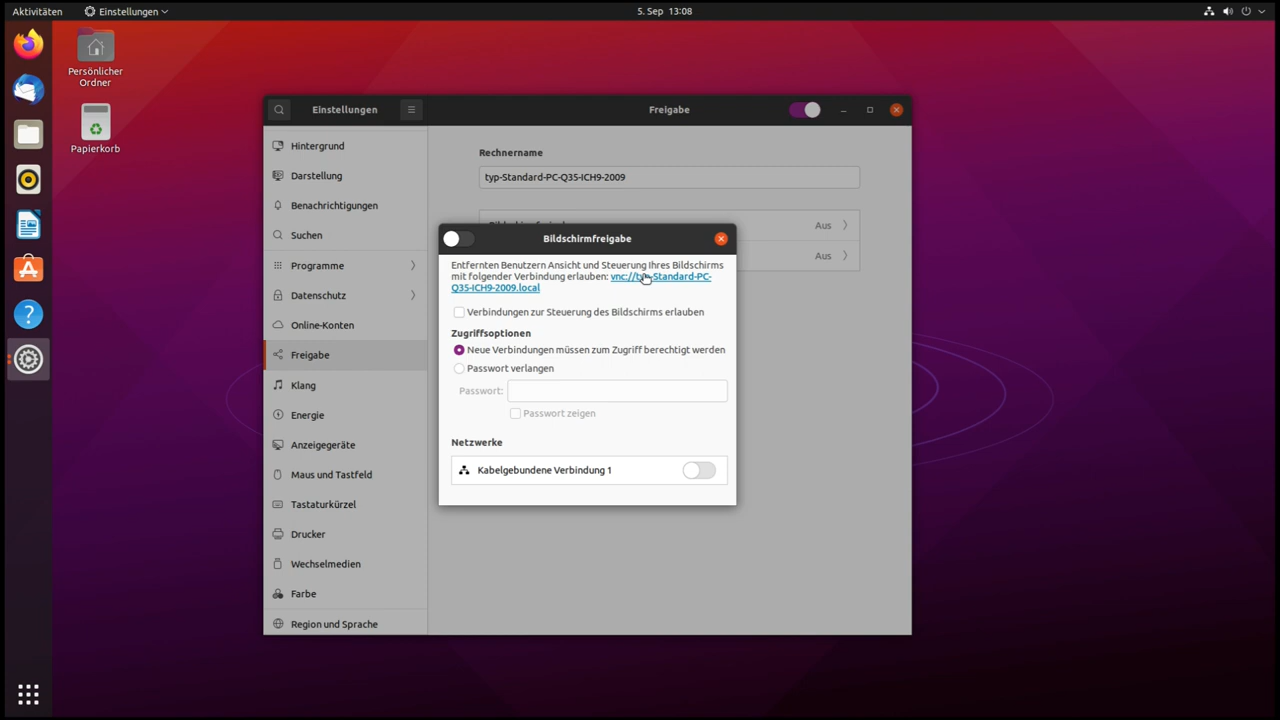 Aktivitäten
Einstellungen
5. Sep 13:08
Persönlicher
Ordner
Papierkorb
Einstellungen
Freigabe
Hintergrund
Darstellung
Benachrichtigungen
Suchen
Programme
Datenschutz
Online-Konten
Freigabe
Klang
Energie
Anzeigegeräte
Maus und Tastfeld
Tastaturkürzel
Drucker
Wechselmedien
Farbe
Region und Sprache
Rechnername
typ-Standard-PC-Q35-ICH9-2009
Aus
Aus
Bildschirmfreigabe
Entfernten Benutzern Ansicht und Steuerung Ihres Bildschirms
mit folgender Verbindung erlauben: vnc://typ-Standard-PC-
Q35-ICH9-2009.local
Verbindungen zur Steuerung des Bildschirms erlauben
Zugriffsoptionen
Neue Verbindungen müssen zum Zugriff berechtigt werden
Passwort verlangen
Passwort:
Passwort zeigen
Netzwerke
Kabelgebundene Verbindung 1